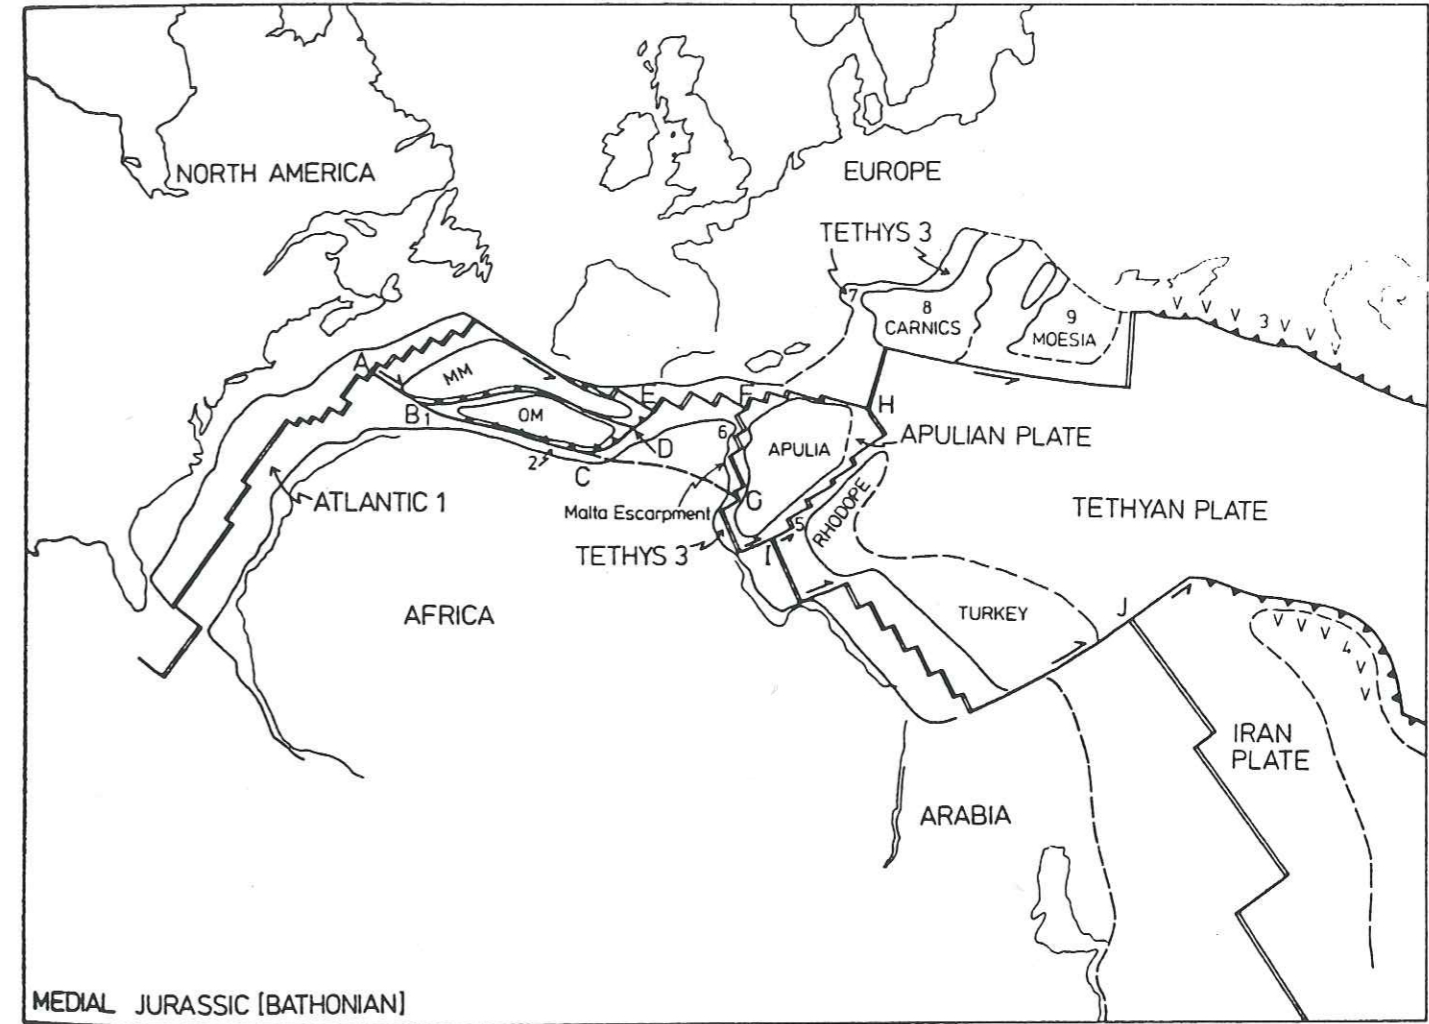 NORTH AMERICA
EUROPE
TETHYS 3
7
8
CARNICS
9
MOESIA
V V 3 V V V
A
MM
B
1
OM
E
F
H
2
C
D
6
APULIA
APULIAN PLATE
ATLANTIC 1
Malta Escarpment
G
5
RHODOPE
TETHYAN PLATE
TETHYS 3
I
AFRICA
TURKEY
J
V V V 4 V V
IRAN
PLATE
ARABIA
MEDIAL JURASSIC [BATHONIAN]